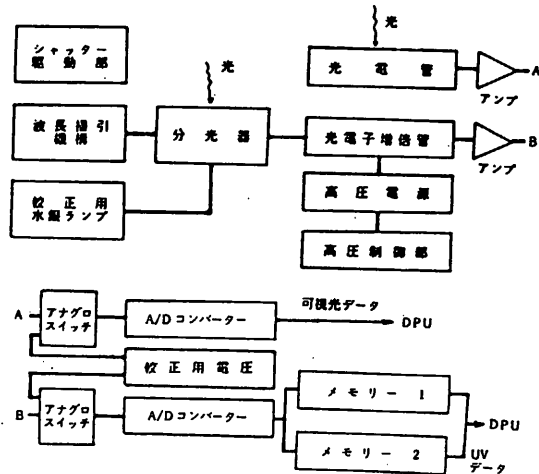 シャッター
駆動部
光
光
光電管
アンプ
A
波長掃引
機構
分光器
光電子増倍管
アンプ
B
校正用
水銀ランプ
高圧電源
高圧制御部
A
アナグロ
スイッチ
A/Dコンバーター
可視光データ
DPU
校正用電圧
B
アナグロ
スイッチ
A/Dコンバーター
メモリー 1
メモリー 2
DPU
UV
データ